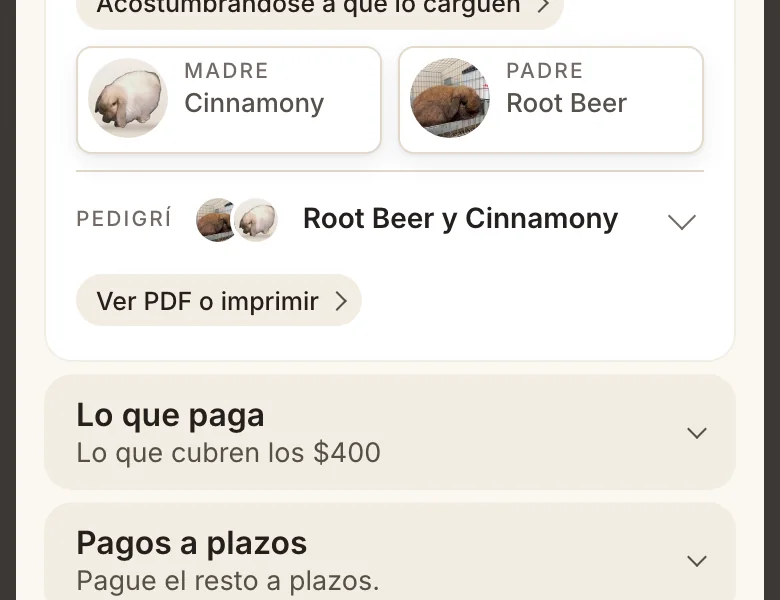 Acostumbrándose a que lo carguen
MADRE
Cinnamony
PADRE
Root Beer
PEDIGRÍ
Root Beer y Cinnamony
Ver PDF o imprimir
Lo que paga
Lo que cubren los $400
Pagos a plazos
Pague el resto a plazos.